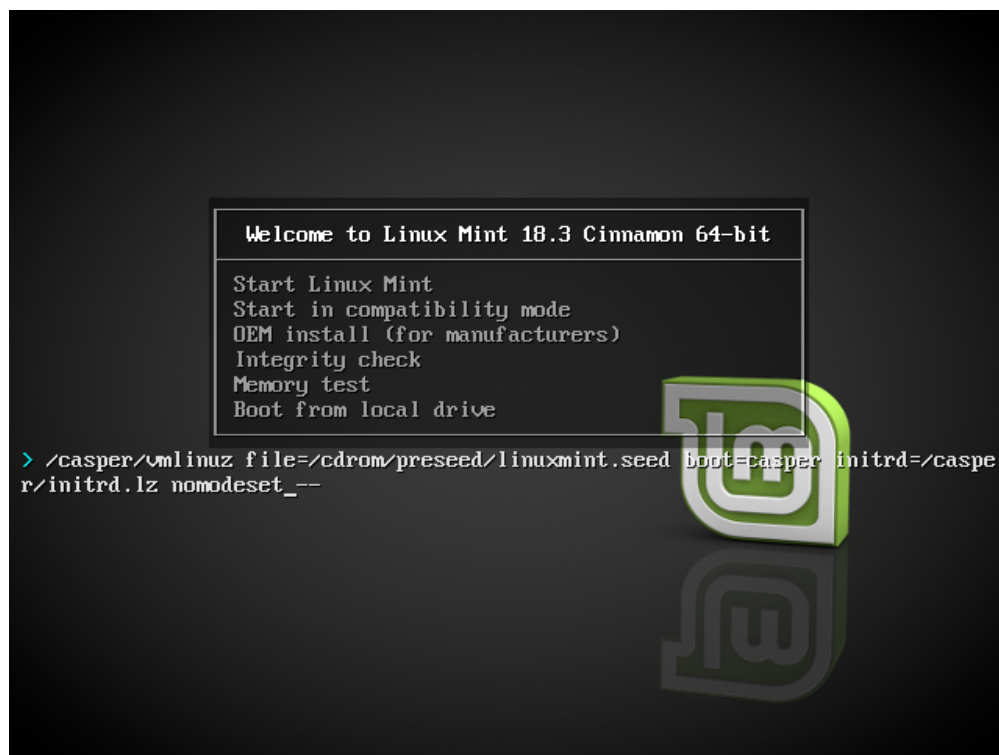 Welcome to Linux Mint 18.3 Cinnamon 64-bit
Start Linux Mint
Start in compatibility mode
OEM install (for manufacturers)
Integrity check
Memory test
Boot from local drive
> /casper/vmlinuz file=/cdrom/preseed/linuxmint.seed boot=casper initrd=/caspe
r/initrd.lz nomodeset_--